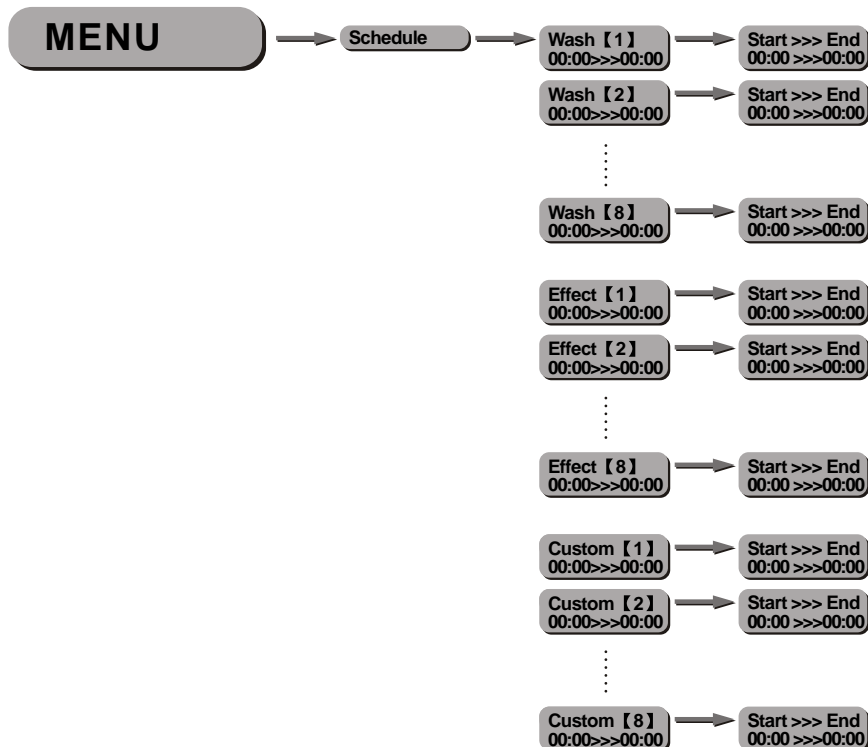 MENU
Schedule
Wash【1】
00:00>>>00:00
Start >>> End
00:00 >>>00:00
Wash【2】
00:00>>>00:00
Start >>> End
00:00 >>>00:00
Wash【8】
00:00>>>00:00
Start >>> End
00:00 >>>00:00
Effect【1】
00:00>>>00:00
Start >>> End
00:00 >>>00:00
Effect【2】
00:00>>>00:00
Start >>> End
00:00 >>>00:00
Effect【8】
00:00>>>00:00
Start >>> End
00:00 >>>00:00
Custom【1】
00:00>>>00:00
Start >>> End
00:00 >>>00:00
Custom【2】
00:00>>>00:00
Start >>> End
00:00 >>>00:00
Custom【8】
00:00>>>00:00
Start >>> End
00:00 >>>00:00